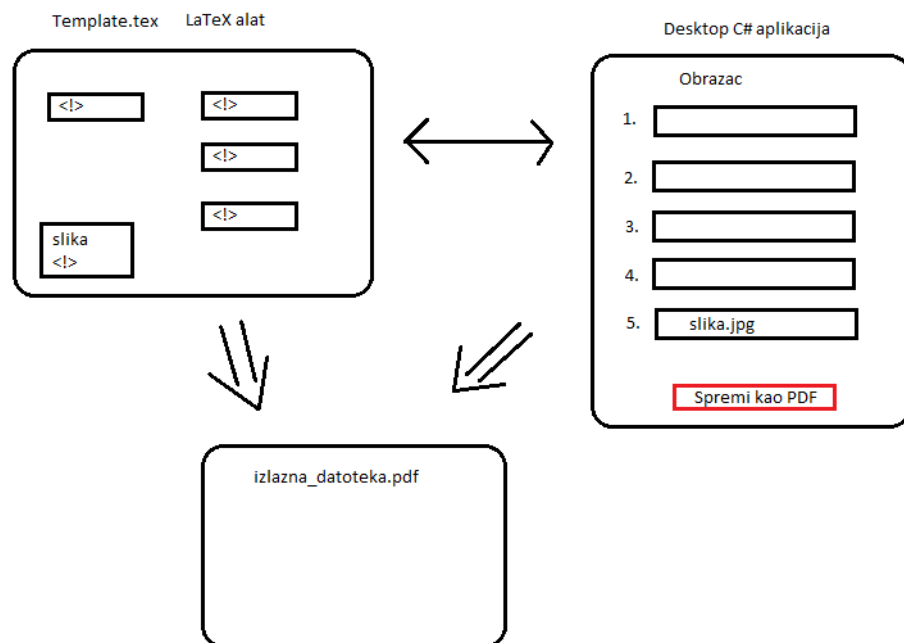 Template.tex LaTeX alat
<!> <!>
<!>
<!>
slika
<!>
Desktop C# aplikacija
Obrazac
1.
2.
3.
4.
5. slika.jpg
Spremi kao PDF
izlazna_datoteka.pdf